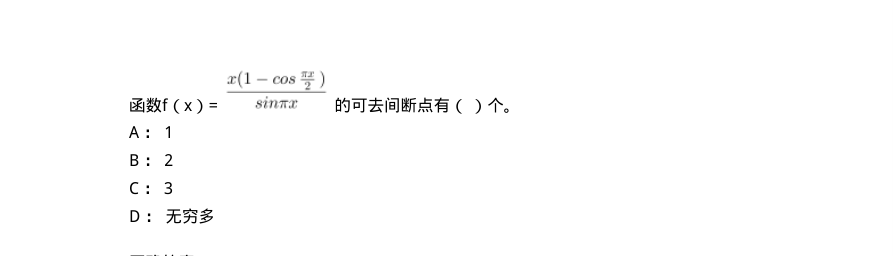 函数f ( x ) = x(1 − cos πx/2 ) / sinπx 的可去间断点有 (  ) 个。
A： 1
B： 2
C： 3
D： 无穷多